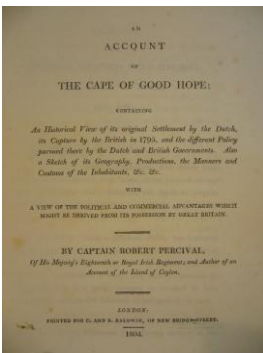 AN
ACCOUNT
OF
THE CAPE OF GOOD HOPE;
CONTAINING
An Historical View of its original Settlement by the Dutch,
its Capture by the British in 1795, and the different Policy
pursued there by the Dutch and British Governments. Also
a Sketch of its Geography, Productions, the Manners and
Customs of the Inhabitants, &c. &c.
WITH
A VIEW OF THE POLITICAL AND COMMERCIAL ADVANTAGES WHICH
MIGHT BE DERIVED FROM ITS POSSESSION BY GREAT BRITAIN.
BY CAPTAIN ROBERT PERCIVAL,
Of His Majesty's Eighteenth or Royal Irish Regiment; and Author of an
Account of the Island of Ceylon.
LONDON:
PRINTED FOR C. AND R. BALDWIN, OF NEW BRIDGE-STREET.
1804.